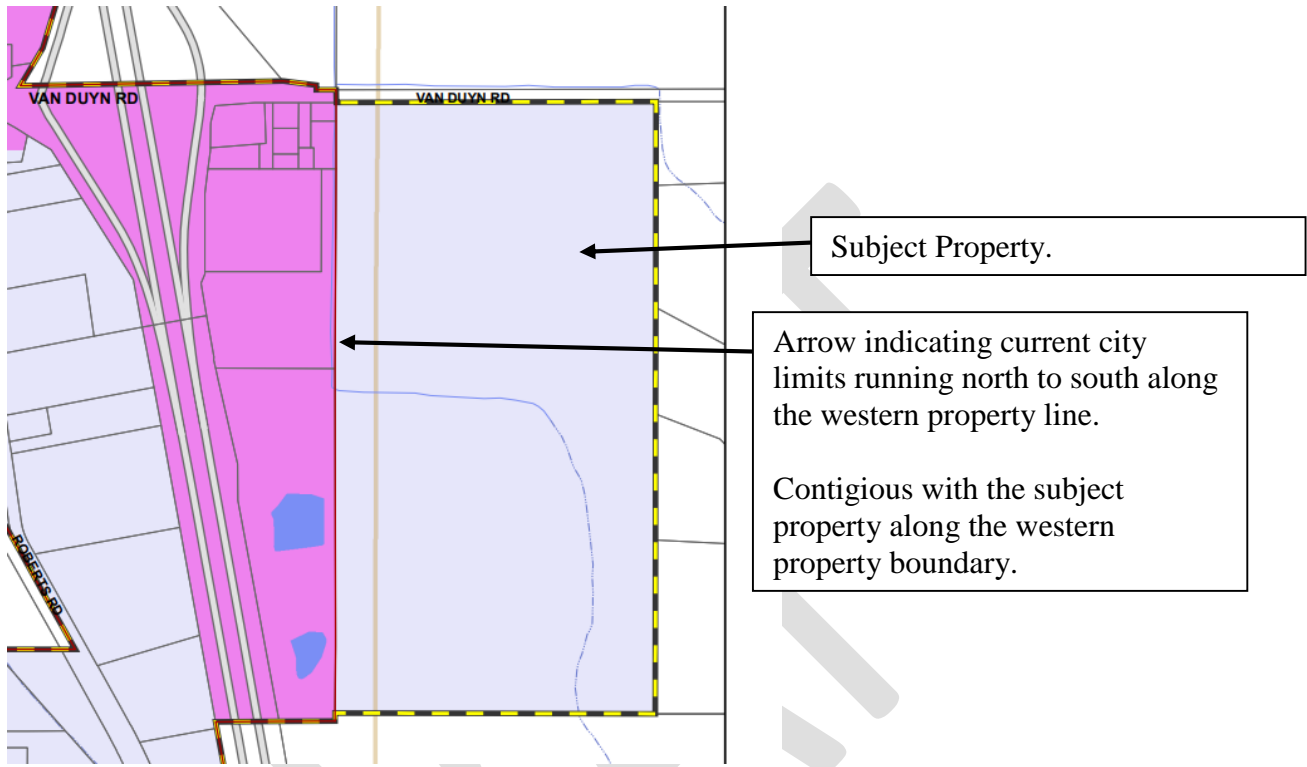 VAN DUYN RD
VAN DUYN RD
Subject Property.
Arrow indicating current city
limits running north to south along
the western property line.
Contigious with the subject
property along the western
property boundary.
ROBERTS RD